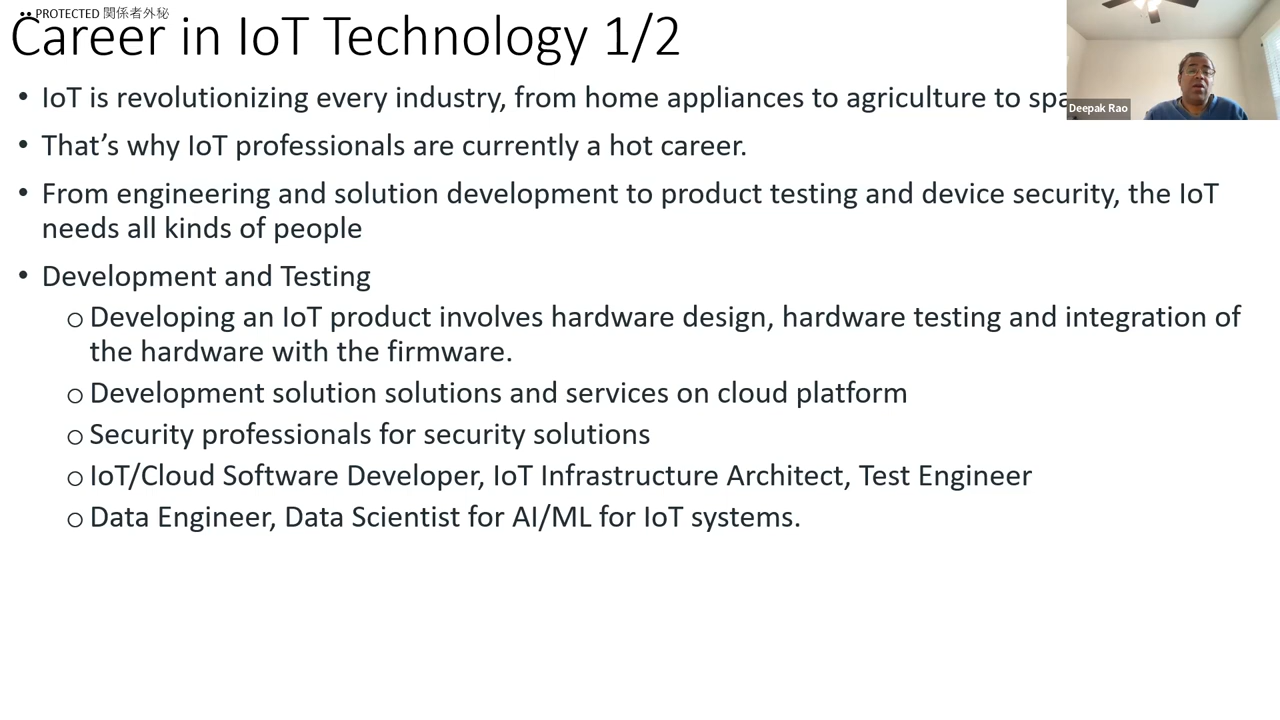 PROTECTED 関係者外秘
Career in IoT Technology 1/2
• IoT is revolutionizing every industry, from home appliances to agriculture to
Deepak Rao
• That’s why IoT professionals are currently a hot career.
• From engineering and solution development to product testing and device security, the IoT
needs all kinds of people
• Development and Testing
o Developing an IoT product involves hardware design, hardware testing and integration of
the hardware with the firmware.
o Development solution solutions and services on cloud platform
o Security professionals for security solutions
o IoT/Cloud Software Developer, IoT Infrastructure Architect, Test Engineer
o Data Engineer, Data Scientist for AI/ML for IoT systems.